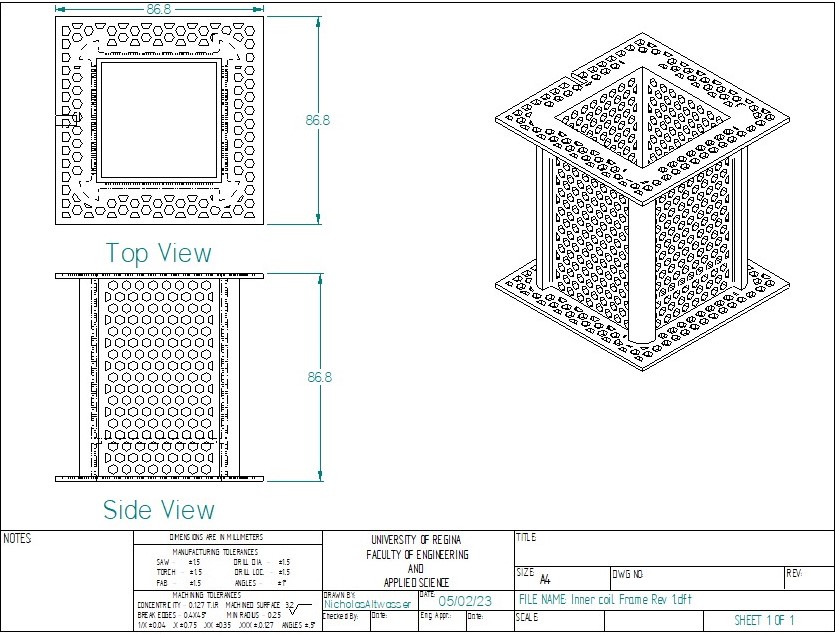 86.8
86.8
Top View
86.8
Side View
NOTES
DIMENSIONS ARE IN MILLIMETERS
MANUFACTURING TOLERANCES
SAW - ±1.5 DRILL DIA. - ±1.5
TORCH - ±1.5 DRILL LOC. - ±1.5
FAB - ±1.5 ANGLES - ±1°
MACHINING TOLERANCES
CONCENTRICITY - 0.127 T.I.R MACHINED SURFACE 3.2
BREAK EDGES - 0.4X45° MIN RADIUS - 0.25
1/X ±0.4 .X ±0.75 .XX ±0.35 .XXX ±0.127 ANGLES ±.5°
UNIVERSITY OF REGINA
FACULTY OF ENGINEERING
AND
APPLIED SCIENCE
DRAWN BY: DATE:
NicholasAltwasser 05/02/23
Checked By: Date: Eng Appr.: Date:
TITLE
SIZE A4 DWG NO. REV:
FILE NAME: Inner coil Frame Rev 1.dft
SCALE: SHEET 1 OF 1